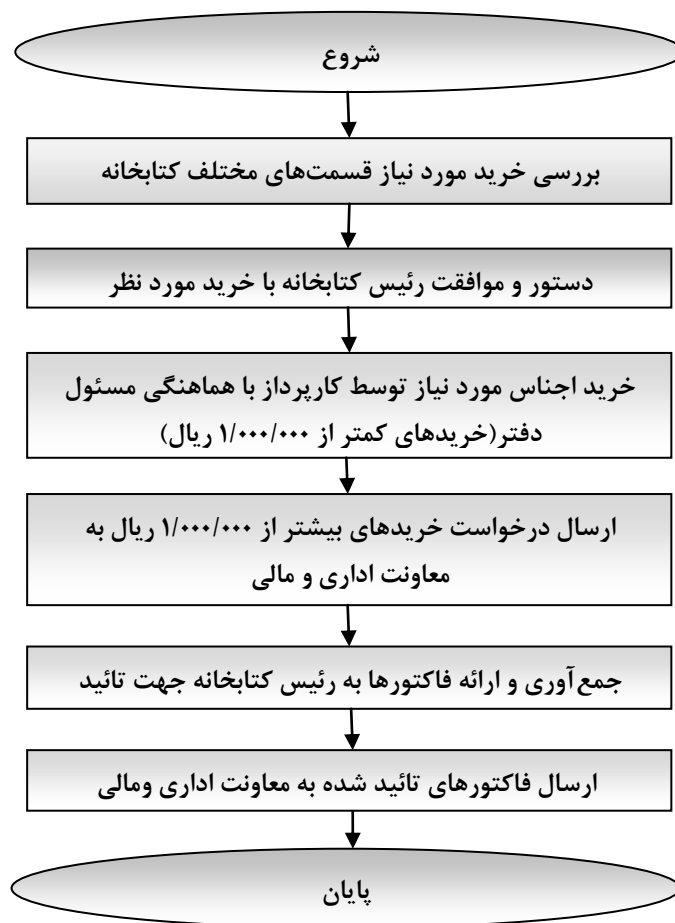 شروع
بررسی خرید مورد نیاز قسمت‌های مختلف کتابخانه
دستور و موافقت رئیس کتابخانه با خرید مورد نظر
خرید اجناس مورد نیاز توسط کارپرداز با هماهنگی مسئول
دفتر(خریدهای کمتر از ۱/۰۰۰/۰۰۰ ریال)
ارسال درخواست خریدهای بیشتر از ۱/۰۰۰/۰۰۰ ریال به
معاونت اداری و مالی
جمع‌آوری و ارائه فاکتورها به رئیس کتابخانه جهت تائید
ارسال فاکتورهای تائید شده به معاونت اداری ومالی
پایان